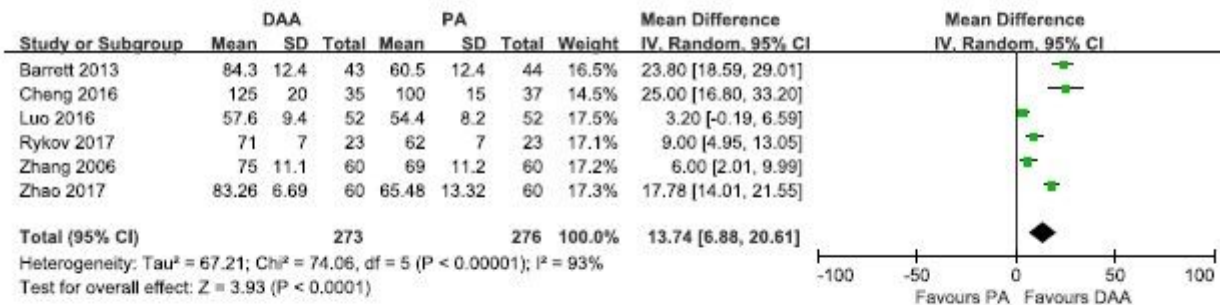 DAA PA Mean Difference Mean Difference
Study or Subgroup Mean SD Total Mean SD Total Weight IV, Random, 95% CI IV, Random, 95% CI
Barrett 2013 84.3 12.4 43 60.5 12.4 44 16.5% 23.80 [18.59, 29.01]
Cheng 2016 125 20 35 100 15 37 14.5% 25.00 [16.80, 33.20]
Luo 2016 57.6 9.4 52 54.4 8.2 52 17.5% 3.20 [-0.19, 6.59]
Rykov 2017 71 7 23 62 7 23 17.1% 9.00 [4.95, 13.05]
Zhang 2006 75 11.1 60 69 11.2 60 17.2% 6.00 [2.01, 9.99]
Zhao 2017 83.26 6.69 60 65.48 13.32 60 17.3% 17.78 [14.01, 21.55]
Total (95% CI) 273 276 100.0% 13.74 [6.88, 20.61]
Heterogeneity: Tau² = 67.21; Chi² = 74.06, df = 5 (P < 0.00001); I² = 93%
Test for overall effect: Z = 3.93 (P < 0.0001)
-100 -50 0 50 100
Favours PA Favours DAA